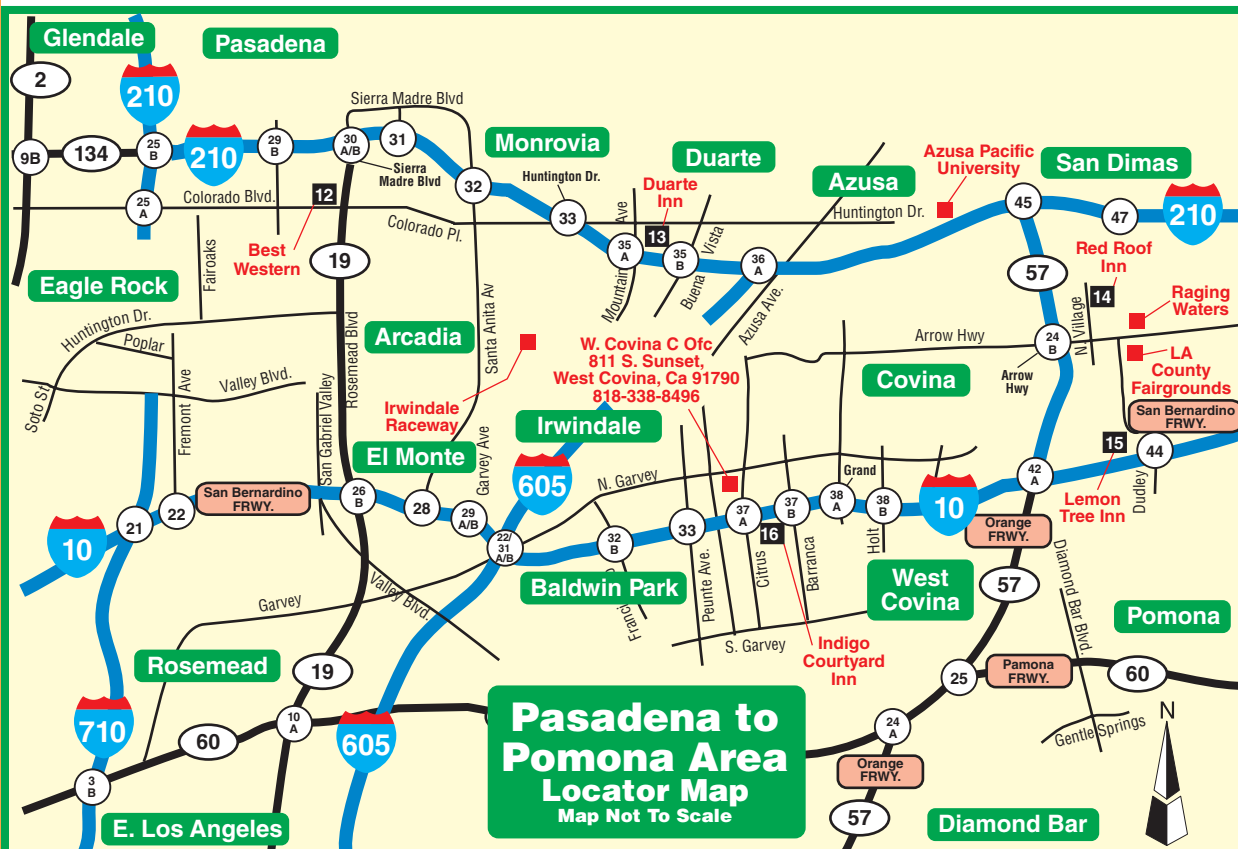 Glendale
Pasadena
2
210
Sierra Madre Blvd
Monrovia
Duarte
Azusa Pacific
University
San Dimas
9B
134
25
B
210
29
B
30
A/B
31
Sierra
Madre Blvd
32
Huntington Dr.
Duarte
Inn
Azusa
45
47
210
25
A
Colorado Blvd.
12
Colorado Pl.
33
Mountain Ave
13
Huntington Dr.
Best
Western
19
35
A
35
B
Buena Vista
36
A
57
Red Roof
Inn
14
Eagle Rock
Fairoaks
Raging
Waters
Huntington Dr.
Poplar
Arcadia
Rosemead Blvd
Santa Anita Av
Azusa Ave.
W. Covina C Ofc
811 S. Sunset,
West Covina, Ca 91790
818-338-8496
Arrow Hwy
24
B
N. Village
Arrow
Hwy
LA
County
Fairgrounds
Covina
Soto St.
Fremont Ave
Valley Blvd.
San Gabriel Valley
Irwindale
Raceway
Irwindale
San Bernardino
FRWY.
El Monte
Garvey Ave
605
N. Garvey
Grand
15
44
San Bernardino
FRWY.
26
B
28
29
A/B
37
A
37
B
38
A
38
B
10
42
A
Lemon
Tree Inn
Dudley
10
21
22
22/
31
A/B
32
B
33
16
Holt
Orange
FRWY.
Baldwin Park
Peunte Ave.
Citrus
Barranca
West
Covina
57
Diamond Bar Blvd.
Garvey
Valley Blvd.
S. Garvey
Indigo
Courtyard
Inn
Pomona
Rosemead
19
25
Pamona
FRWY.
60
710
60
10
A
605
Pasadena to
Pomona Area
Locator Map
Map Not To Scale
24
A
Gentle Springs
N
3
B
Orange
FRWY.
57
E. Los Angeles
Diamond Bar